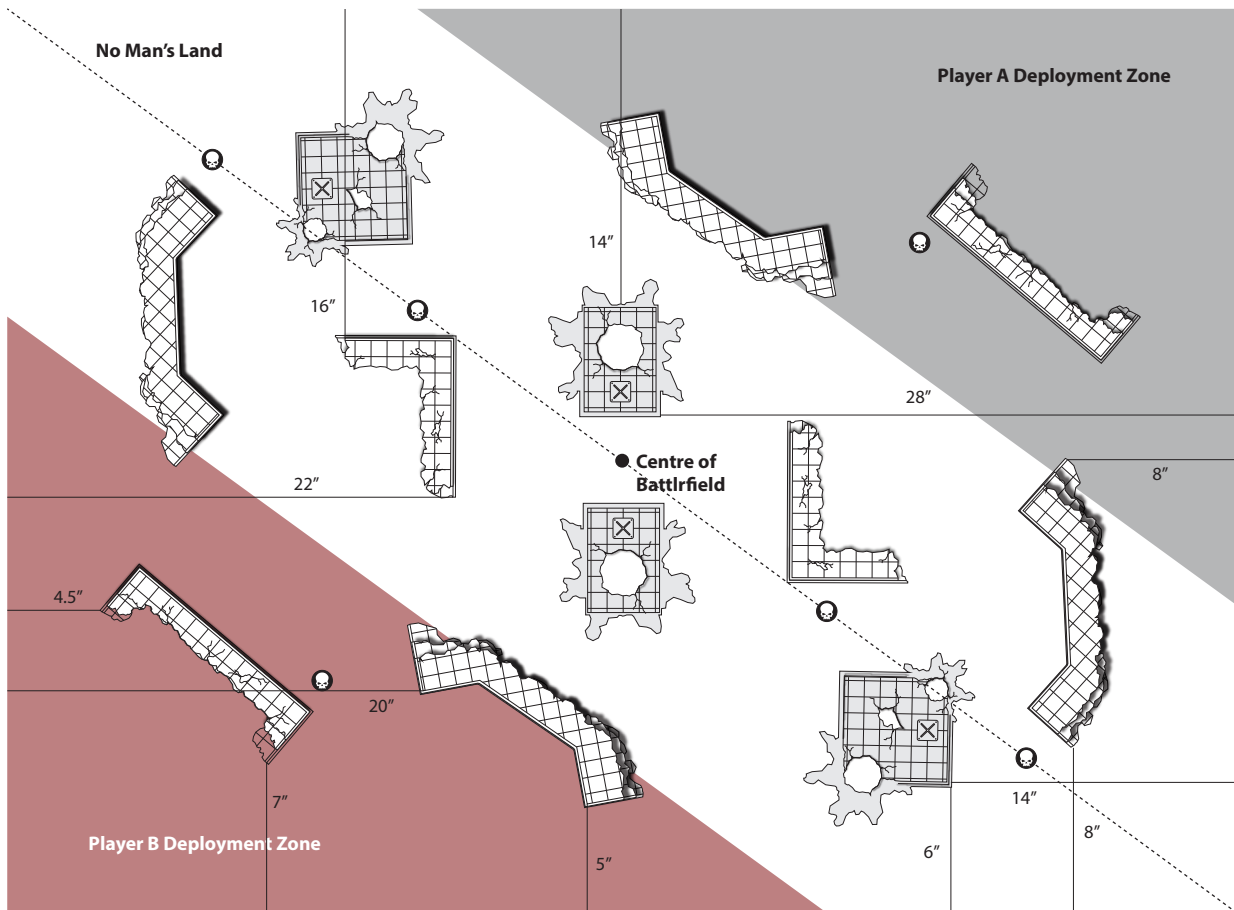 No Man's Land
Player A Deployment Zone
14”
16”
28”
Centre of
Battlrfield
8”
22”
4.5”
20”
7”
14”
8”
Player B Deployment Zone
6”
5”